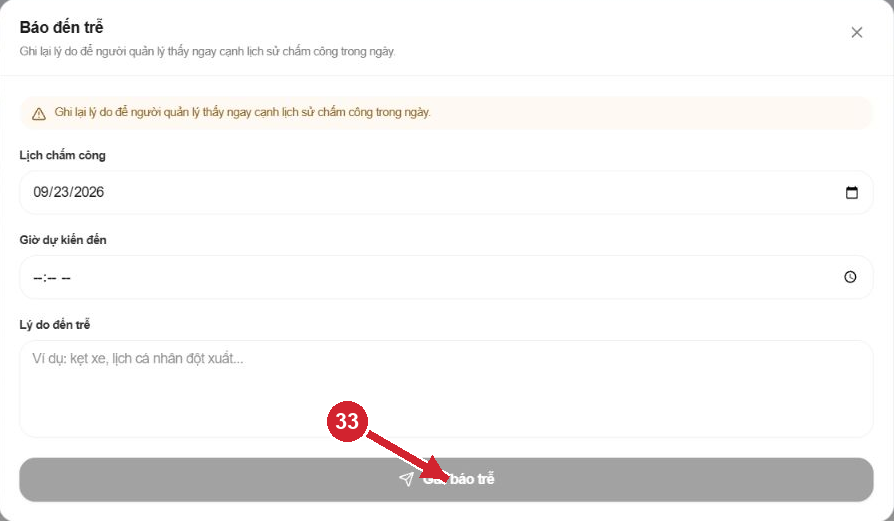 Báo đến trễ
Ghi lại lý do để người quản lý thấy ngay cạnh lịch sử chấm công trong ngày.
Ghi lại lý do để người quản lý thấy ngay cạnh lịch sử chấm công trong ngày.
Lịch chấm công
09/23/2026
Giờ dự kiến đến
--:-- --
Lý do đến trễ
Ví dụ: kẹt xe, lịch cá nhân đột xuất...
33
báo trễ